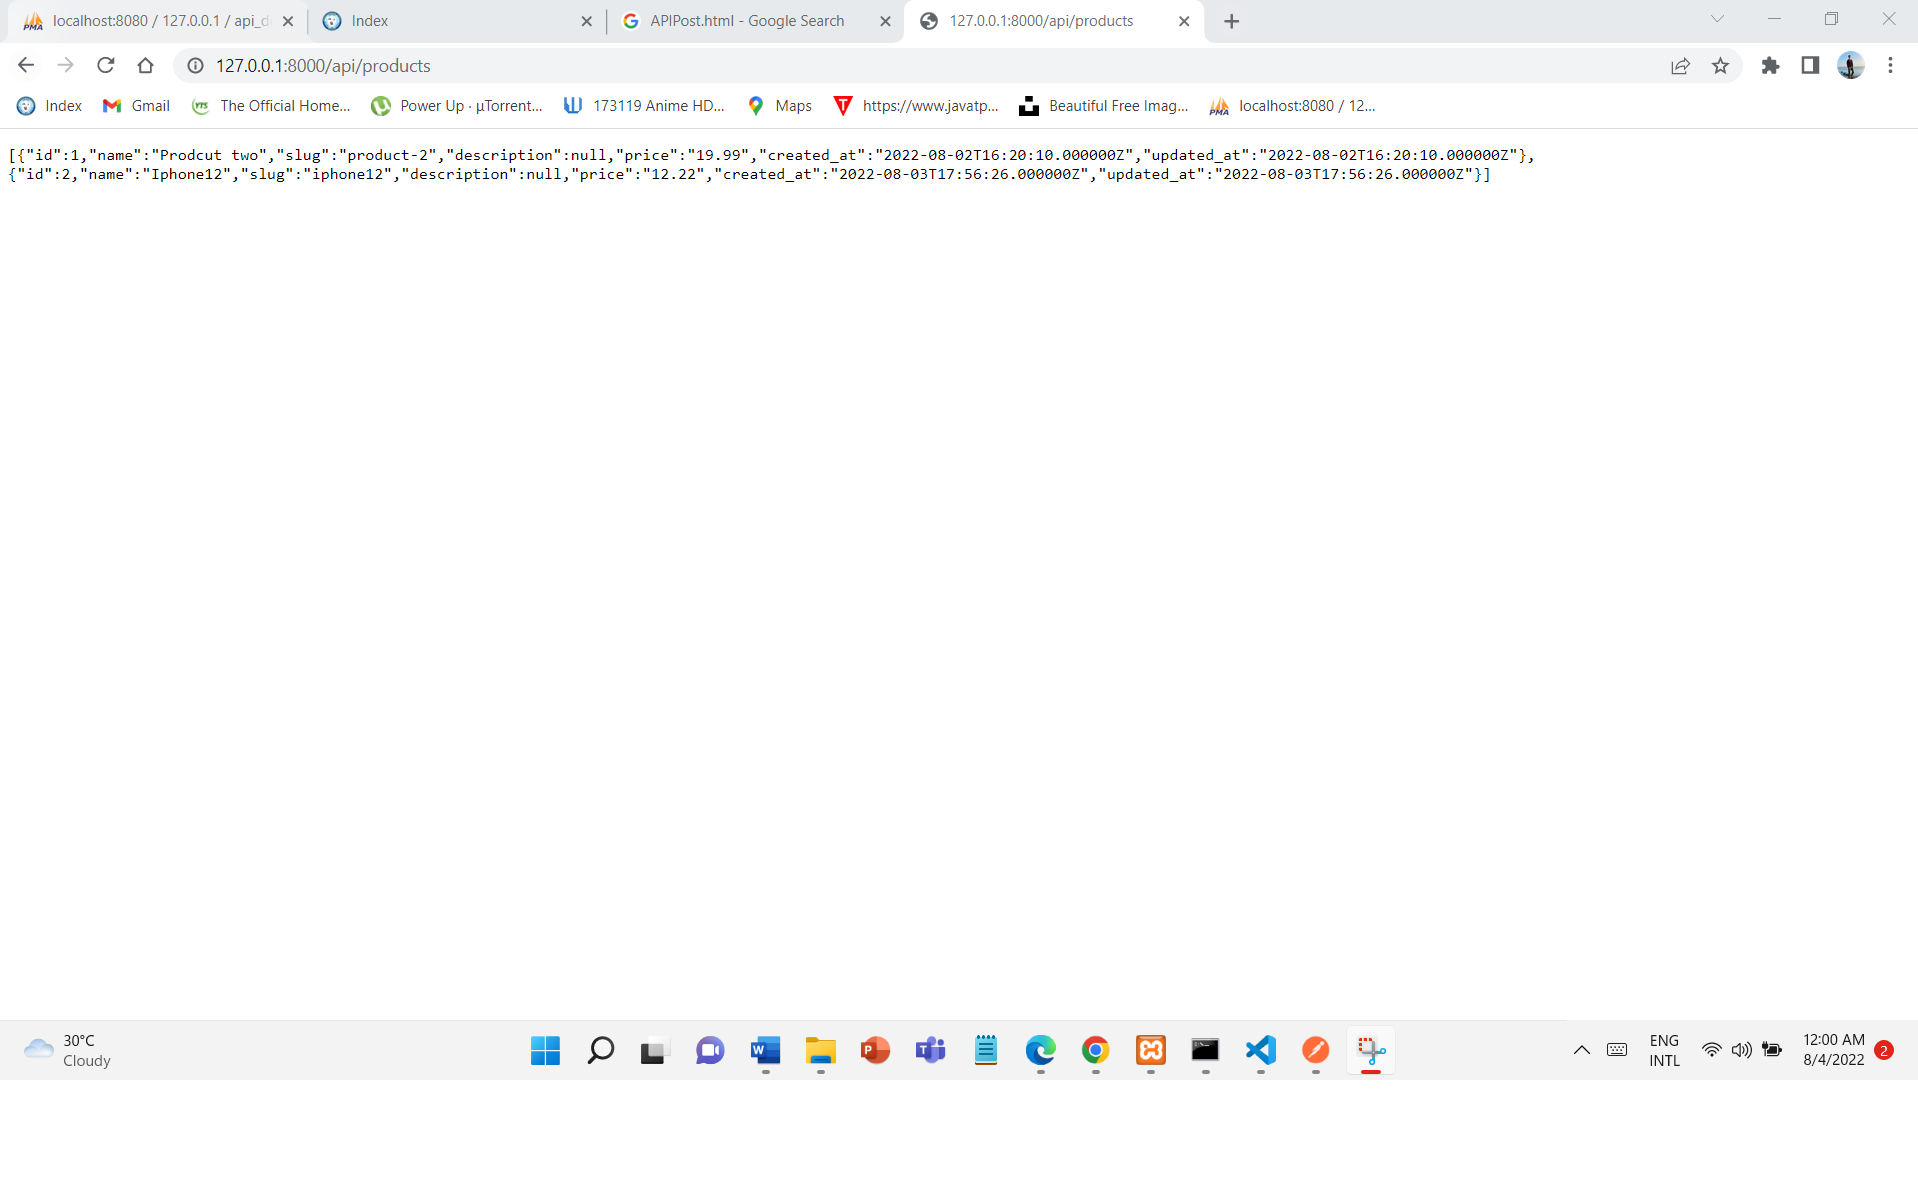 localhost:8080 / 127.0.0.1 / api_d
Index
APIPost.html - Google Search
127.0.0.1:8000/api/products
127.0.0.1:8000/api/products
Index
Gmail
The Official Home...
Power Up · µTorrent...
173119 Anime HD...
Maps
https://www.javatp...
Beautiful Free Imag...
localhost:8080 / 12...
[{"id":1,"name":"Prodcut two","slug":"product-2","description":null,"price":"19.99","created_at":"2022-08-02T16:20:10.000000Z","updated_at":"2022-08-02T16:20:10.000000Z"},
{"id":2,"name":"Iphone12","slug":"iphone12","description":null,"price":"12.22","created_at":"2022-08-03T17:56:26.000000Z","updated_at":"2022-08-03T17:56:26.000000Z"}]
30°C
Cloudy
ENG
INTL
12:00 AM
8/4/2022
2